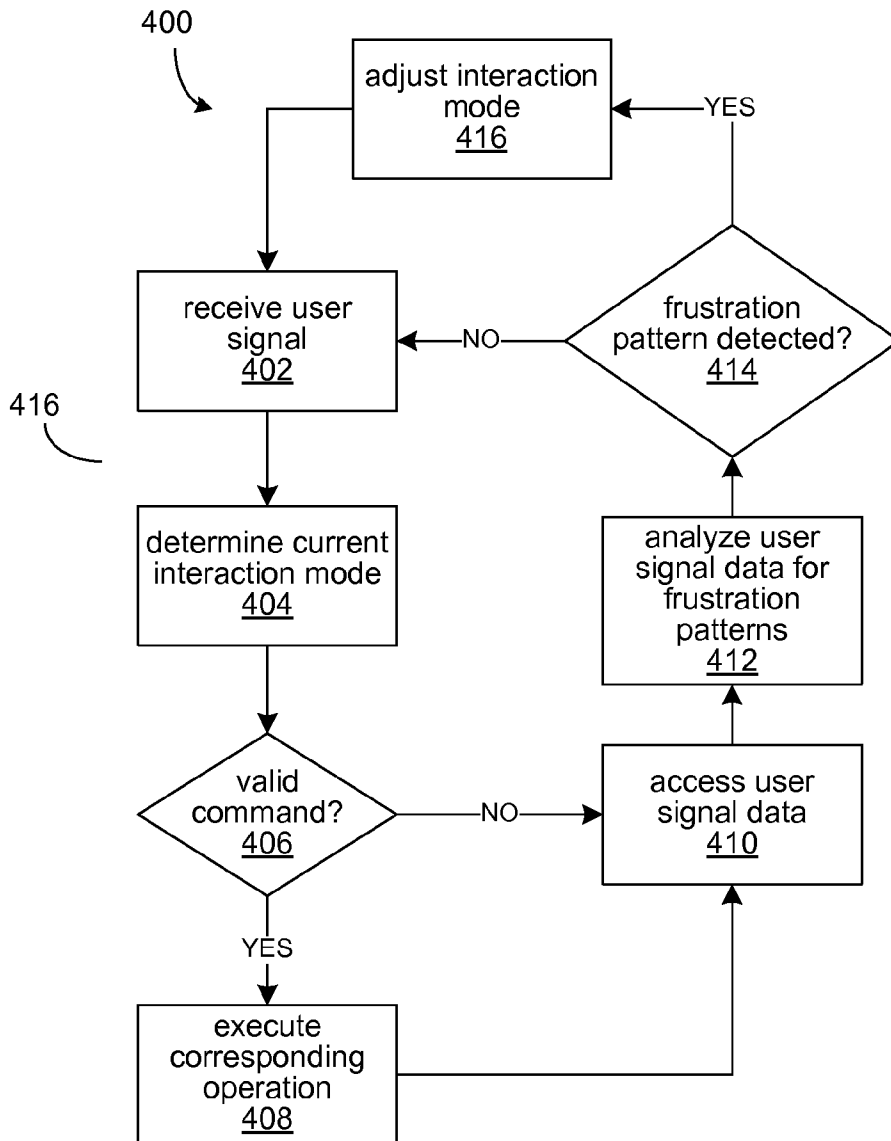 400
adjust interaction
mode
416
YES
receive user
signal
402
NO
frustration
pattern detected?
414
416
determine current
interaction mode
404
analyze user
signal data for
frustration
patterns
412
valid
command?
406
NO
access user
signal data
410
YES
execute
corresponding
operation
408